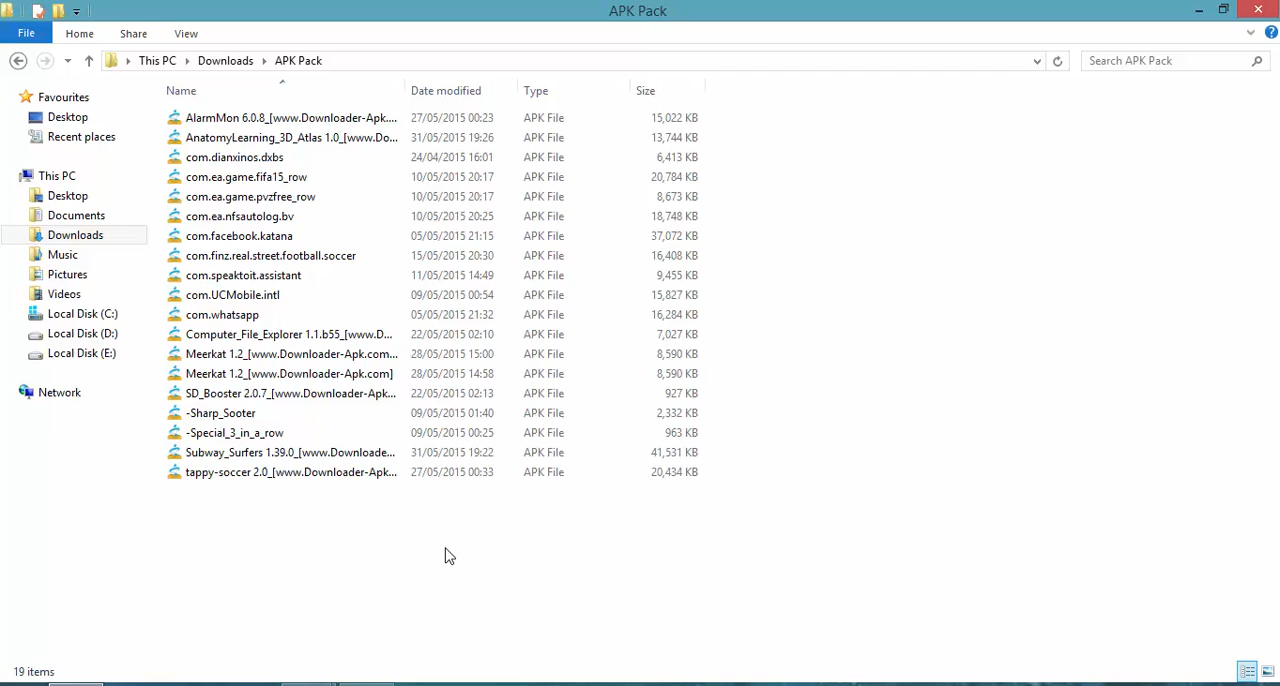 APK Pack
File Home Share View
This PC Downloads APK Pack Search APK Pack
Favourites
Desktop
Recent places
This PC
Desktop
Documents
Downloads
Music
Pictures
Videos
Local Disk (C:)
Local Disk (D:)
Local Disk (E:)
Network
Name Date modified Type Size
AlarmMon 6.0.8_[www.Downloader-Apk.... 27/05/2015 00:23 APK File 15,022 KB
AnatomyLearning_3D_Atlas 1.0_[www.Do... 31/05/2015 19:26 APK File 13,744 KB
com.dianxinos.dxbs 24/04/2015 16:01 APK File 6,413 KB
com.ea.game.fifa15_row 10/05/2015 20:17 APK File 20,784 KB
com.ea.game.pvzfree_row 10/05/2015 20:17 APK File 8,673 KB
com.ea.nfsautolog.bv 10/05/2015 20:25 APK File 18,748 KB
com.facebook.katana 05/05/2015 21:15 APK File 37,072 KB
com.finz.real.street.football.soccer 15/05/2015 20:30 APK File 16,408 KB
com.speaktoit.assistant 11/05/2015 14:49 APK File 9,455 KB
com.UCMobile.intl 09/05/2015 00:54 APK File 15,827 KB
com.whatsapp 05/05/2015 21:32 APK File 16,284 KB
Computer_File_Explorer 1.1.b55_[www.D... 22/05/2015 02:10 APK File 7,027 KB
Meerkat 1.2_[www.Downloader-Apk.com... 28/05/2015 15:00 APK File 8,590 KB
Meerkat 1.2_[www.Downloader-Apk.com] 28/05/2015 14:58 APK File 8,590 KB
SD_Booster 2.0.7_[www.Downloader-Apk... 22/05/2015 02:13 APK File 927 KB
-Sharp_Sooter 09/05/2015 01:40 APK File 2,332 KB
-Special_3_in_a_row 09/05/2015 00:25 APK File 963 KB
Subway_Surfers 1.39.0_[www.Downloade... 31/05/2015 19:22 APK File 41,531 KB
tappy-soccer 2.0_[www.Downloader-Apk... 27/05/2015 00:33 APK File 20,434 KB
19 items